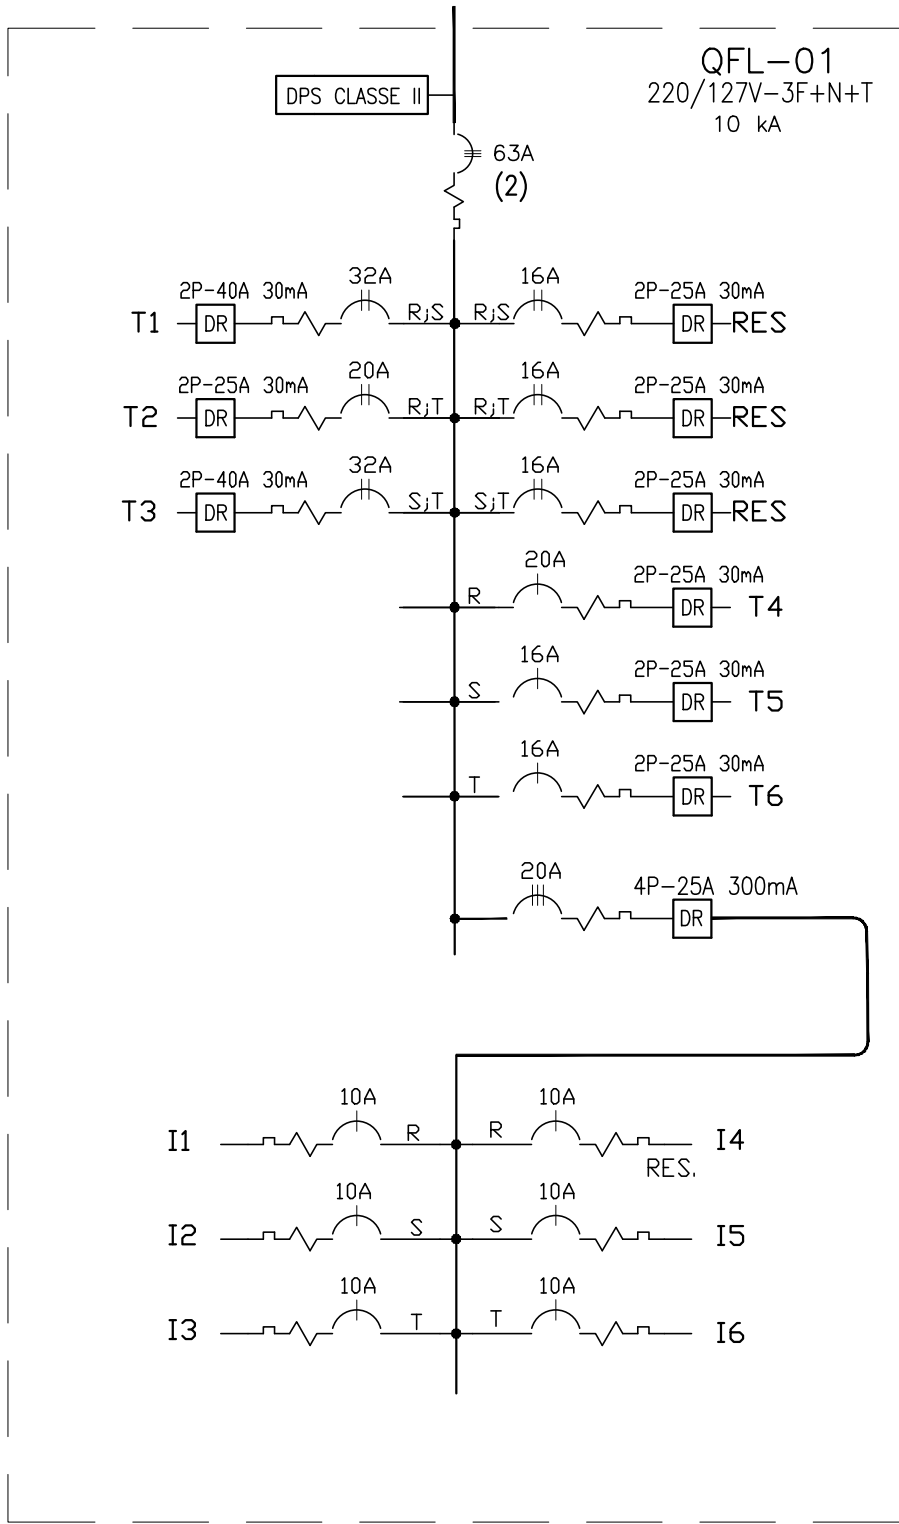 QFL-01
220/127V-3F+N+T
10 kA
DPS CLASSE II
63A
(2)
32A
16A
2P-40A 30mA
2P-25A 30mA
T1
DR
R;S
R;S
DR
RES
20A
16A
2P-25A 30mA
2P-25A 30mA
T2
DR
R;T
R;T
DR
RES
32A
16A
2P-40A 30mA
2P-25A 30mA
T3
DR
S;T
S;T
DR
RES
20A
2P-25A 30mA
R
DR
T4
16A
2P-25A 30mA
S
DR
T5
16A
2P-25A 30mA
T
DR
T6
20A
4P-25A 300mA
DR
10A
10A
I1
R
R
I4
RES.
10A
10A
I2
S
S
I5
10A
10A
I3
T
T
I6